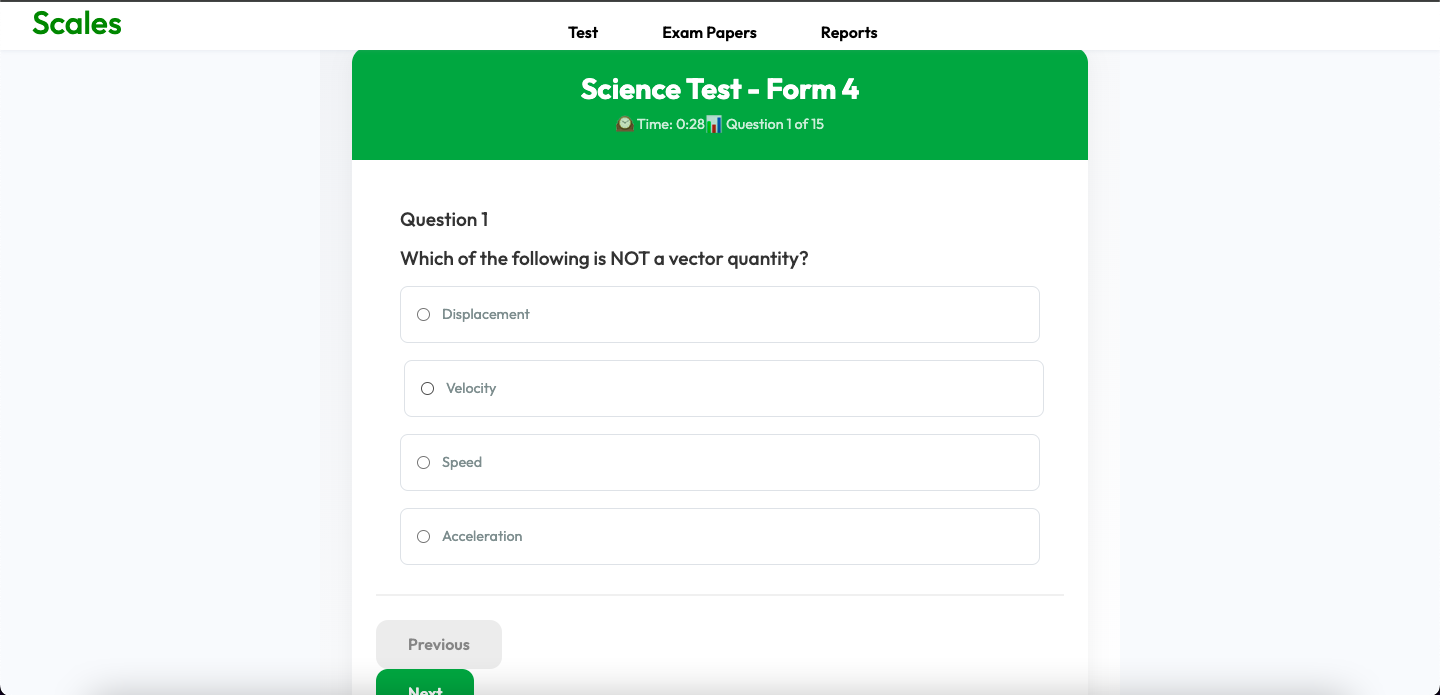 Scales
Test Exam Papers Reports
Science Test - Form 4
Time: 0:28 Question 1 of 15
Question 1
Which of the following is NOT a vector quantity?
Displacement
Velocity
Speed
Acceleration
Previous
Next